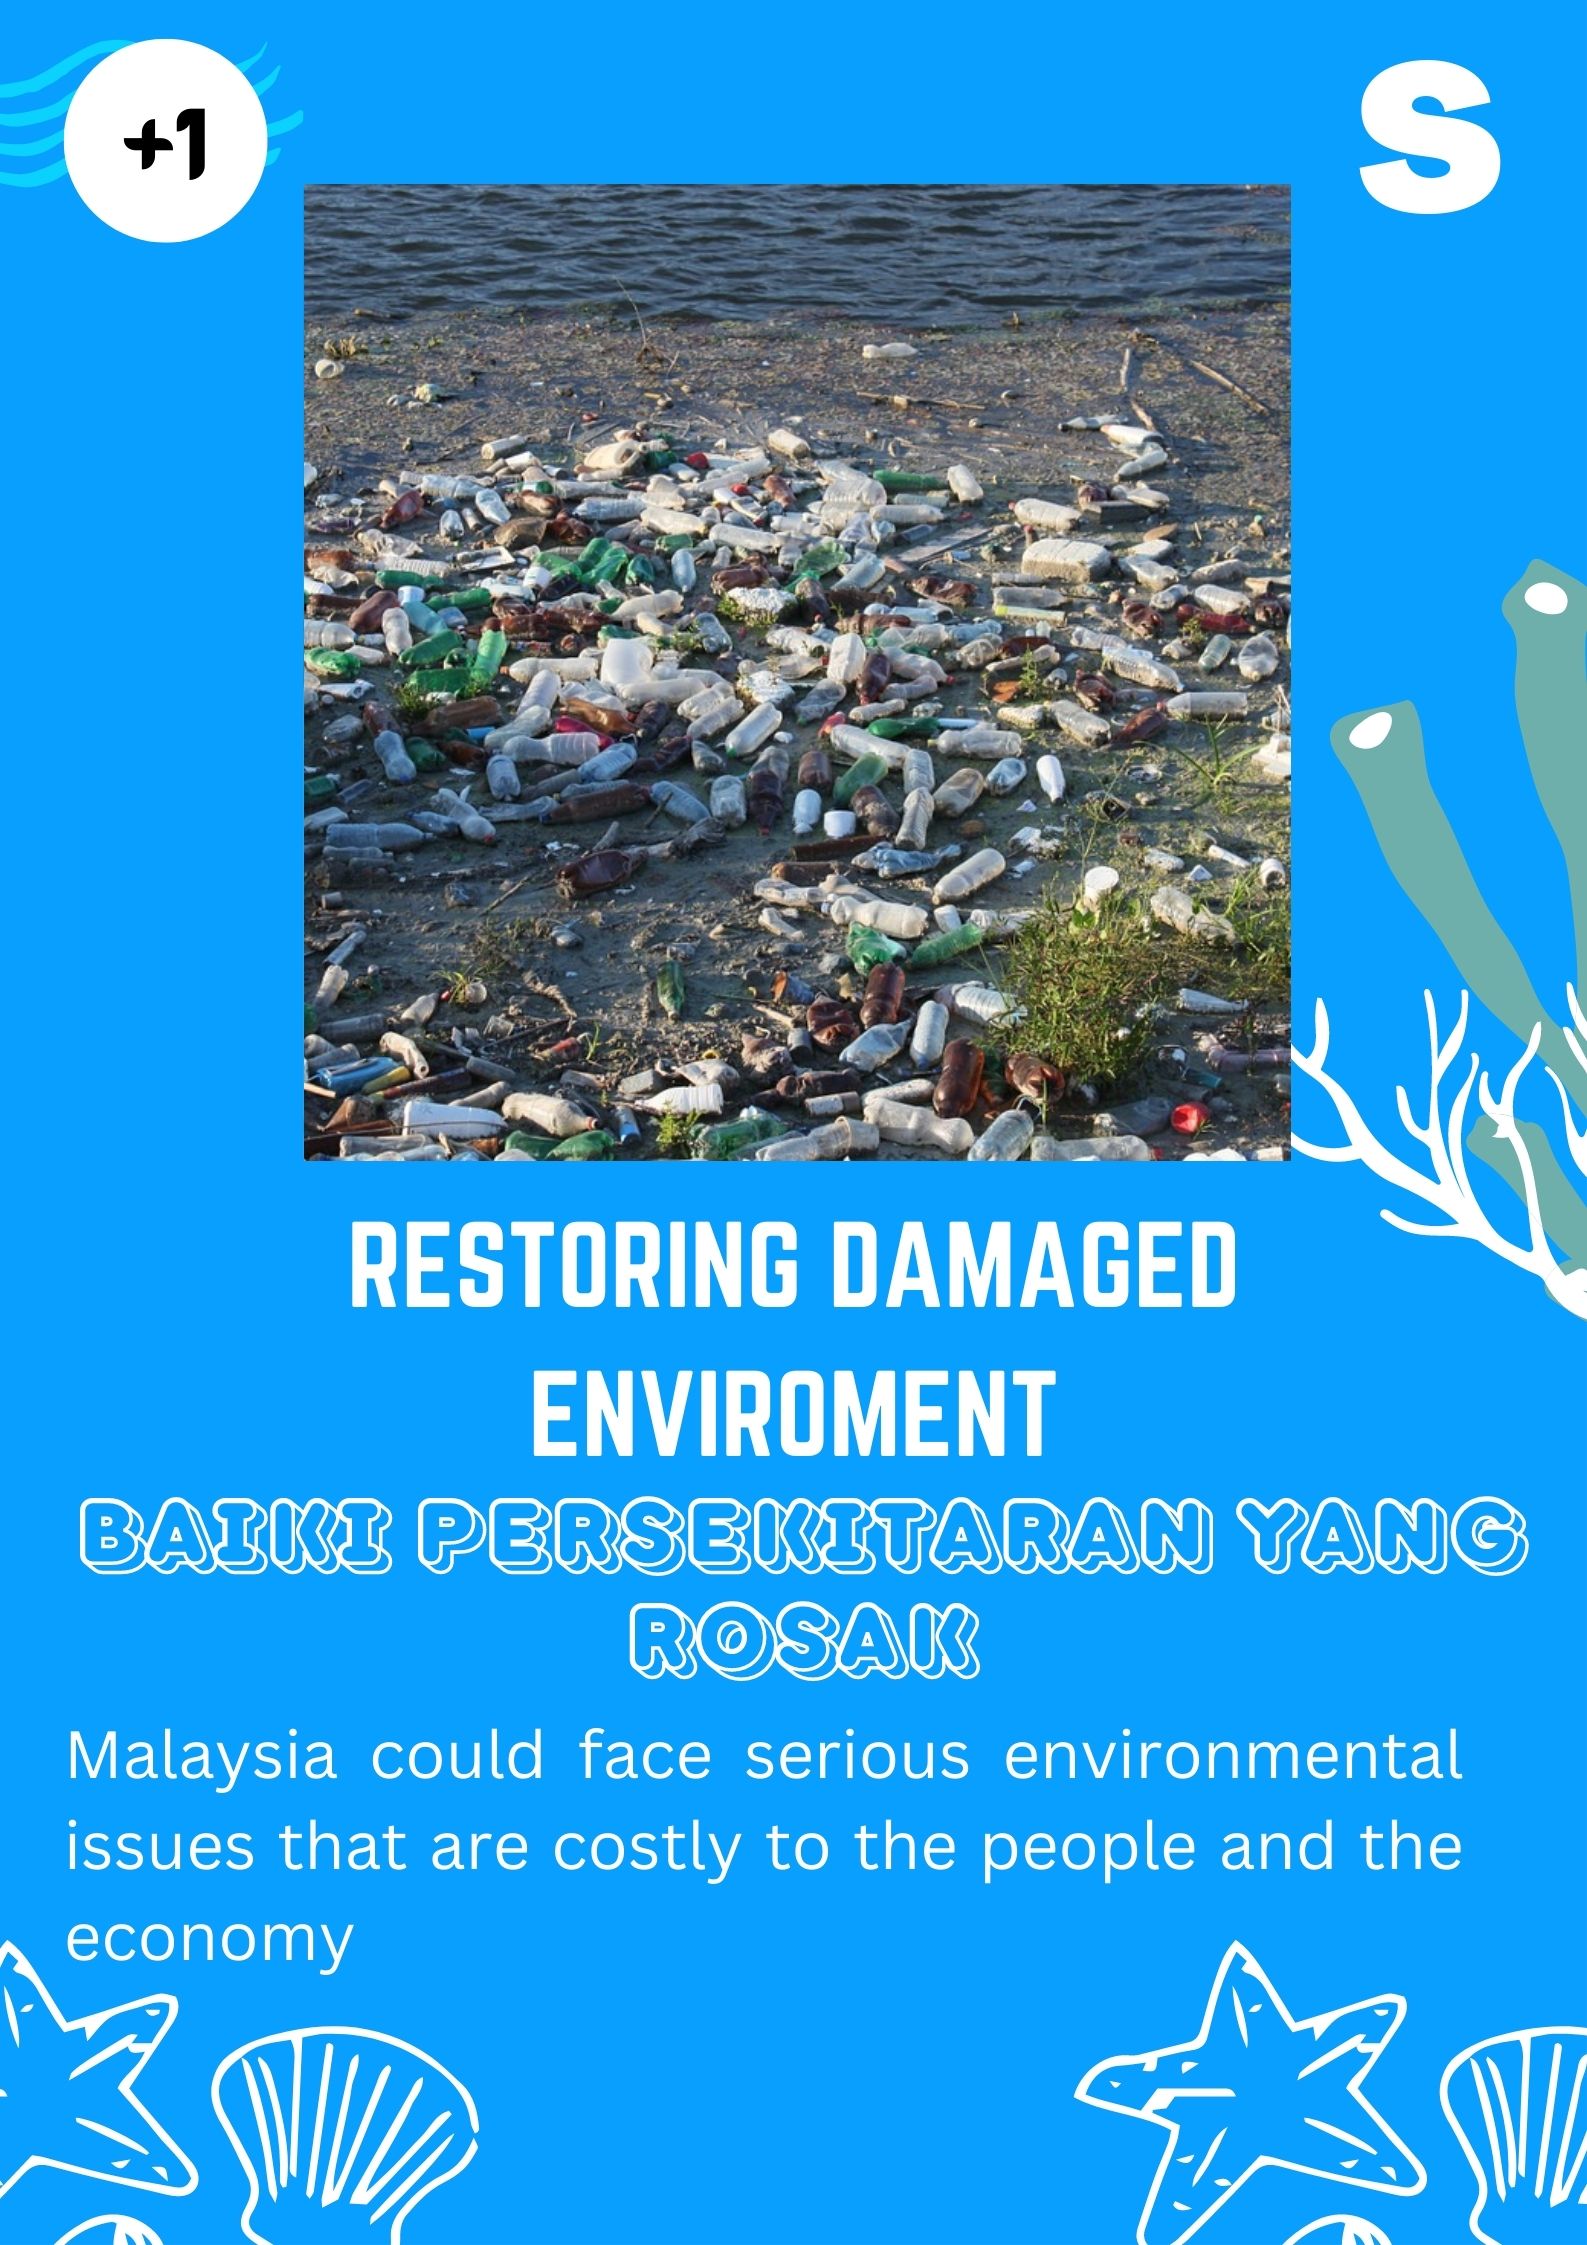 +1
S
RESTORING DAMAGED
ENVIROMENT
BAIKI PERSEKITARAN YANG
ROSAK
Malaysia could face serious environmental
issues that are costly to the people and the
economy